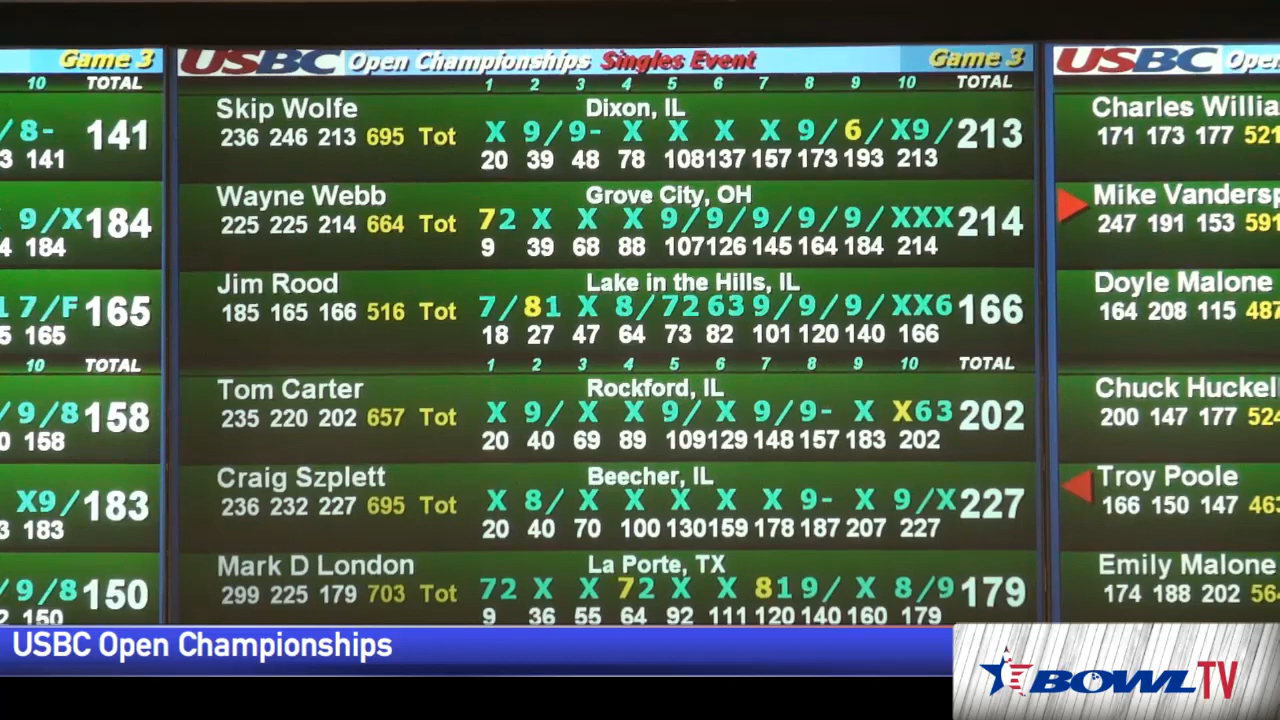 Game 3
10 TOTAL
/ 8- 141
3 141
9/X 184
4 184
1 7/F 165
5 165
10 TOTAL
/ 9/8 158
0 158
X9/ 183
3 183
/ 9/8 150
2 150
USBC Open Championships Singles Event Game 3
1 2 3 4 5 6 7 8 9 10 TOTAL
Skip Wolfe Dixon, IL
236 246 213 695 Tot X 9/ 9- X X X X 8/ 6/ X9/ 213
20 39 48 78 108 137 157 173 193 213
Wayne Webb Grove City, OH
225 225 214 664 Tot 72 X X X 9/ 9/ 9/ 9/ 9/ XXX 214
9 39 68 88 107 126 145 164 184 214
Jim Rood Lake in the Hills, IL
185 165 166 516 Tot 7/ 81 X 8/ 72 63 9/ 9/ 9/ XX6 166
18 27 47 64 73 82 101 120 140 166
1 2 3 4 5 6 7 8 9 10 TOTAL
Tom Carter Rockford, IL
235 220 202 657 Tot X 9/ X X 9/ X 9/ 9- X X63 202
20 40 69 89 109 129 148 157 183 202
Craig Szplett Beecher, IL
236 232 227 695 Tot X 8/ X X X X X 9- X 9/X 227
20 40 70 100 130 159 178 187 207 227
Mark D London La Porte, TX
299 225 179 703 Tot 72 X X 72 X X 81 9/ X 8/9 179
9 36 55 64 92 111 120 140 160 179
USBC Open
Charles Willia
171 173 177 521
Mike Vandersp
247 191 153 591
Doyle Malone
164 208 115 487
Chuck Huckel
200 147 177 524
Troy Poole
166 150 147 463
Emily Malone
174 188 202 564
USBC Open Championships
BOWLTV